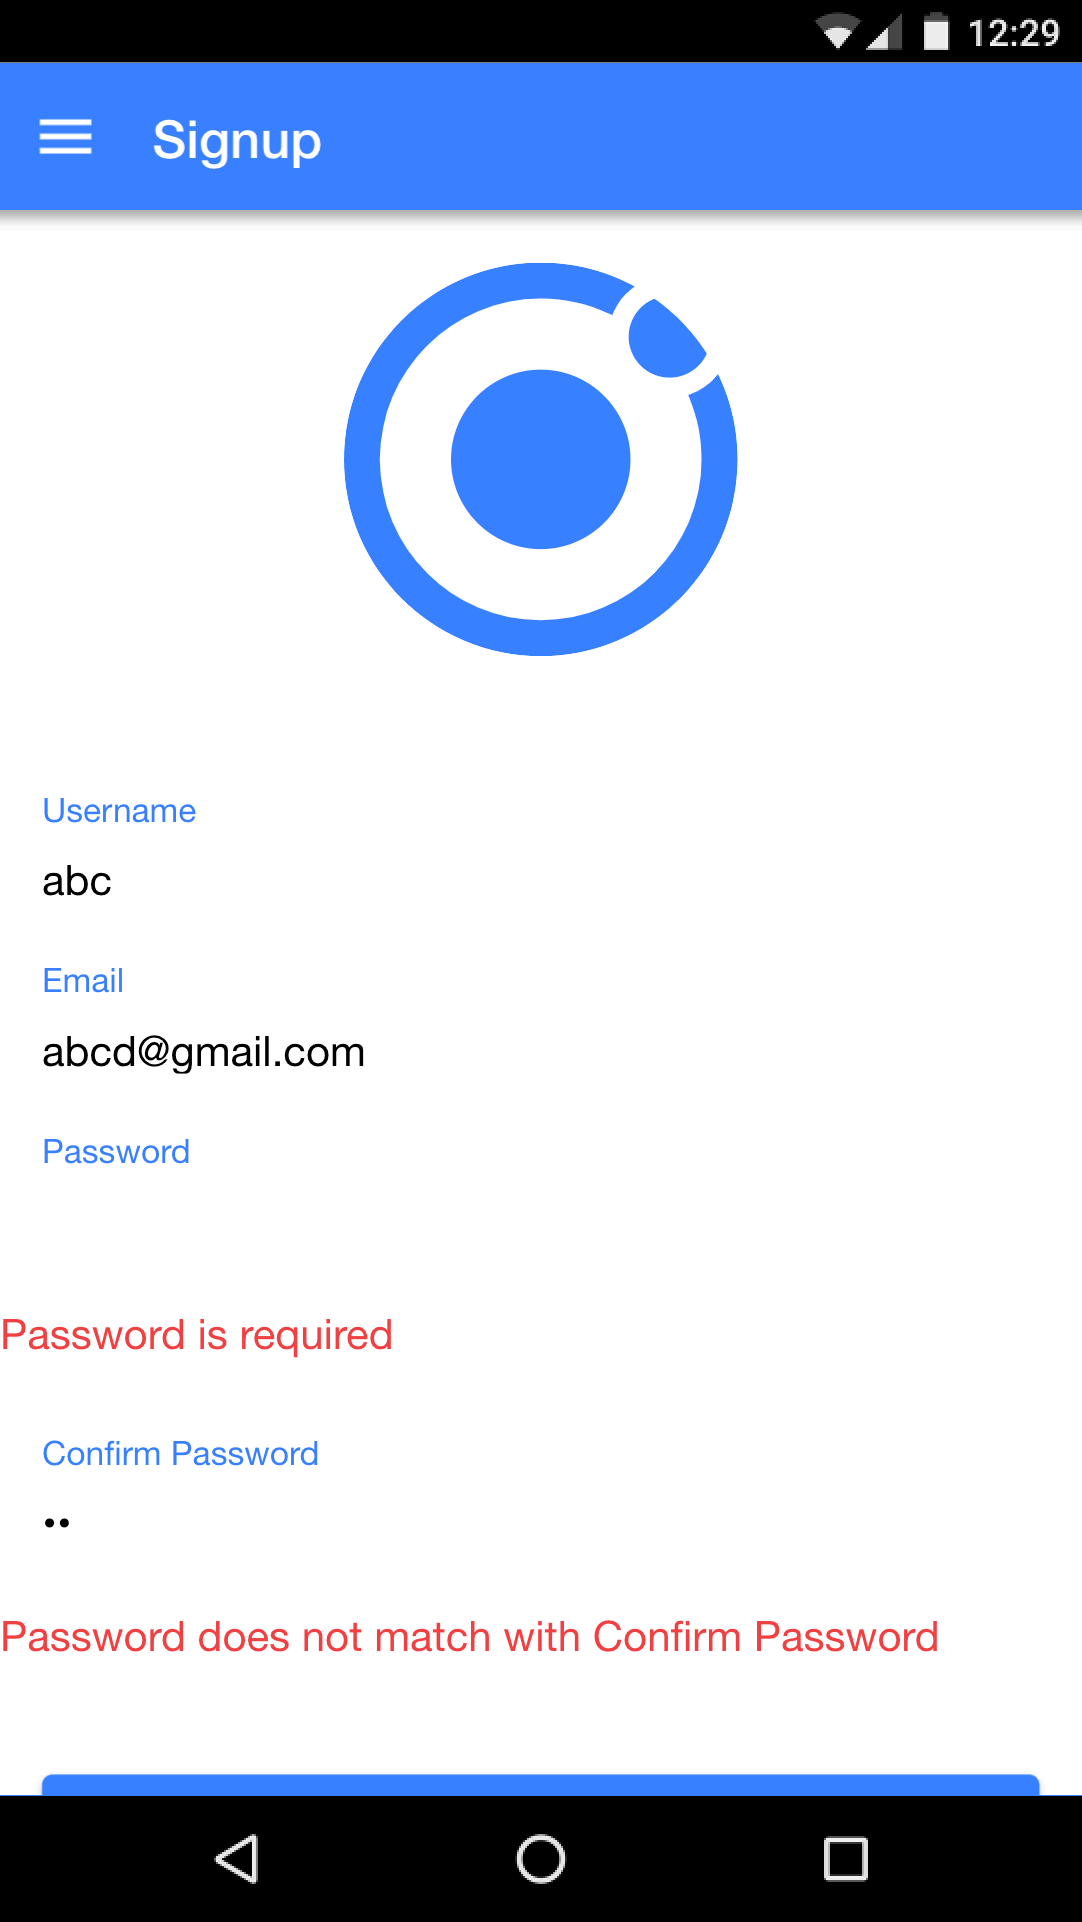 12:29
Signup
Username
abc
Email
abcd@gmail.com
Password
Password is required
Confirm Password
••
Password does not match with Confirm Password